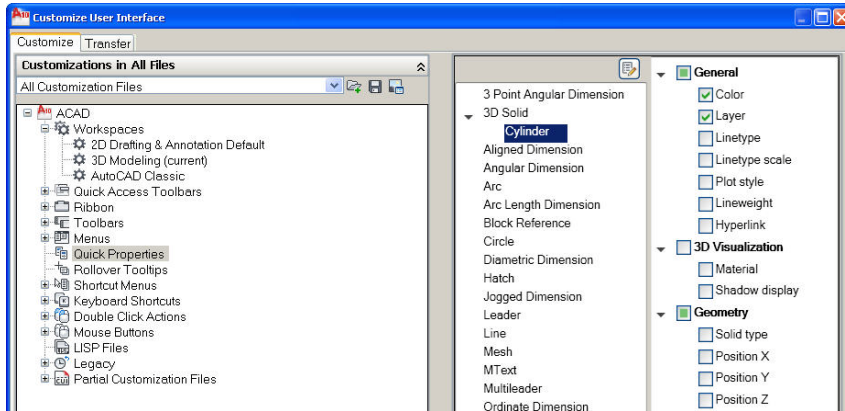 Customize User Interface
Customize
Transfer
Customizations in All Files
All Customization Files
ACAD
Workspaces
2D Drafting & Annotation Default
3D Modeling (current)
AutoCAD Classic
Quick Access Toolbars
Ribbon
Toolbars
Menus
Quick Properties
Rollover Tooltips
Shortcut Menus
Keyboard Shortcuts
Double Click Actions
Mouse Buttons
LISP Files
Legacy
Partial Customization Files
3 Point Angular Dimension
3D Solid
Cylinder
Aligned Dimension
Angular Dimension
Arc
Arc Length Dimension
Block Reference
Circle
Diametric Dimension
Hatch
Jogged Dimension
Leader
Line
Mesh
MText
Multileader
Ordinate Dimension
General
Color
Layer
Linetype
Linetype scale
Plot style
Lineweight
Hyperlink
3D Visualization
Material
Shadow display
Geometry
Solid type
Position X
Position Y
Position Z